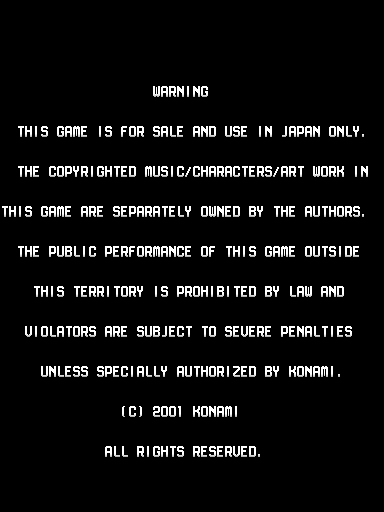 WARNING
THIS GAME IS FOR SALE AND USE IN JAPAN ONLY.
THE COPYRIGHTED MUSIC/CHARACTERS/ART WORK IN
THIS GAME ARE SEPARATELY OWNED BY THE AUTHORS.
THE PUBLIC PERFORMANCE OF THIS GAME OUTSIDE
THIS TERRITORY IS PROHIBITED BY LAW AND
VIOLATORS ARE SUBJECT TO SEVERE PENALTIES
UNLESS SPECIALLY AUTHORIZED BY KONAMI.
(C) 2001 KONAMI
ALL RIGHTS RESERVED.